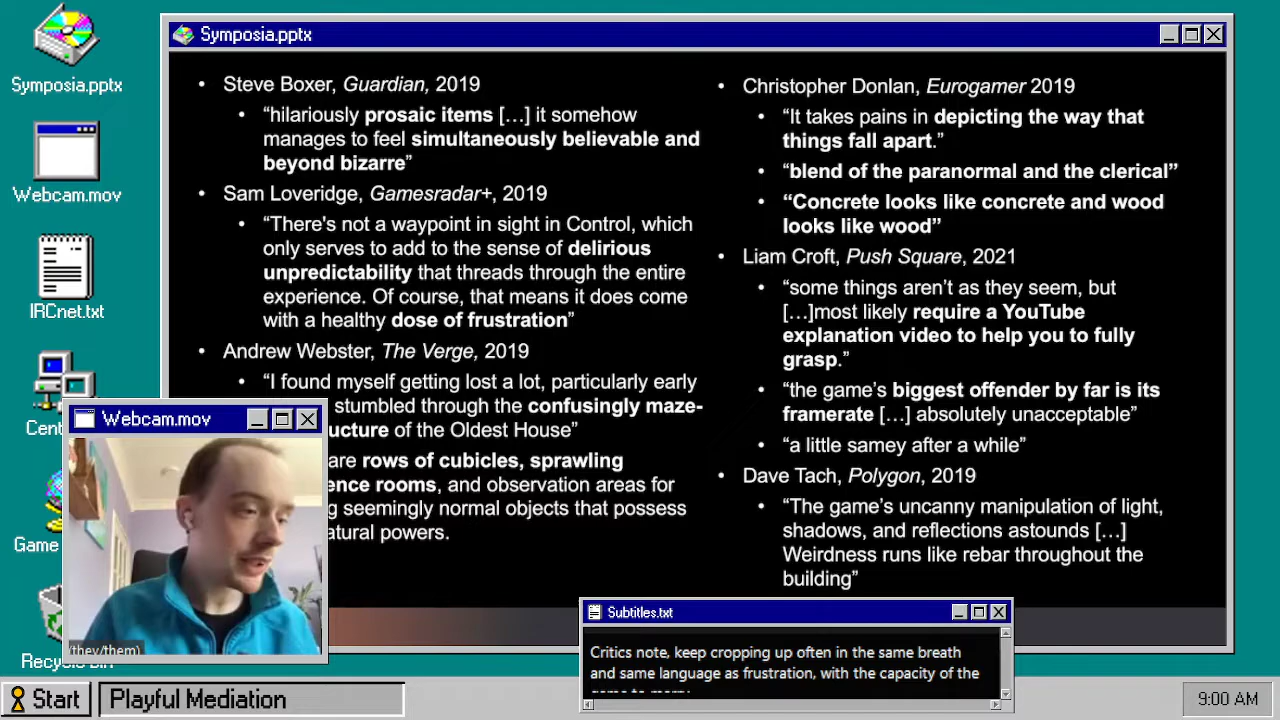 Symposia.pptx
Webcam.mov
IRCnet.txt
Cent
Game
Recycle Bin
Symposia.pptx
• Steve Boxer, Guardian, 2019
• “hilariously prosaic items […] it somehow
manages to feel simultaneously believable and
beyond bizarre”
• Sam Loveridge, Gamesradar+, 2019
• “There's not a waypoint in sight in Control, which
only serves to add to the sense of delirious
unpredictability that threads through the entire
experience. Of course, that means it does come
with a healthy dose of frustration”
• Andrew Webster, The Verge, 2019
• “I found myself getting lost a lot, particularly early
stumbled through the confusingly maze-
ucture of the Oldest House”
are rows of cubicles, sprawling
ence rooms, and observation areas for
g seemingly normal objects that possess
atural powers.
• Christopher Donlan, Eurogamer 2019
• “It takes pains in depicting the way that
things fall apart.”
• “blend of the paranormal and the clerical”
• “Concrete looks like concrete and wood
looks like wood”
• Liam Croft, Push Square, 2021
• “some things aren’t as they seem, but
[…]most likely require a YouTube
explanation video to help you to fully
grasp.”
• “the game’s biggest offender by far is its
framerate […] absolutely unacceptable”
• “a little samey after a while”
• Dave Tach, Polygon, 2019
• “The game’s uncanny manipulation of light,
shadows, and reflections astounds […]
Weirdness runs like rebar throughout the
building”
Webcam.mov
(they/them)
Subtitles.txt
Critics note, keep cropping up often in the same breath
and same language as frustration, with the capacity of the
Start
Playful Mediation
9:00 AM